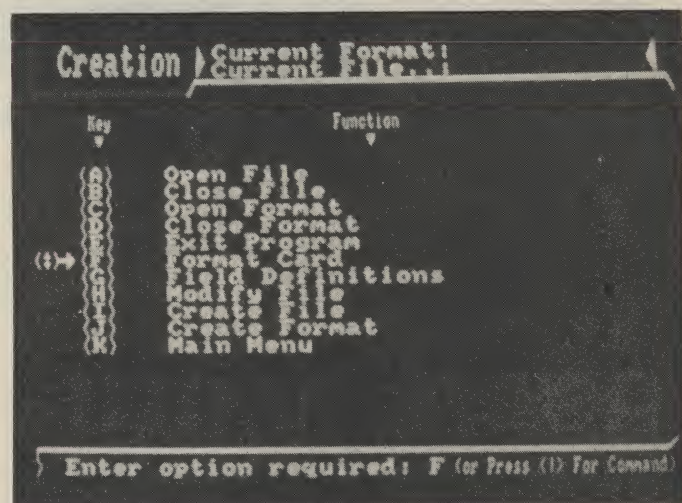 Creation
Current Format:
Current File..:
Key Function
(A) Open File
(B) Close File
(C) Open Format
(D) Close Format
(E) Exit Program
(F) Format Card
(G) Field Definitions
(H) Modify File
(I) Create File
(J) Create Format
(K) Main Menu
Enter option required: F (or Press (!) For Command)